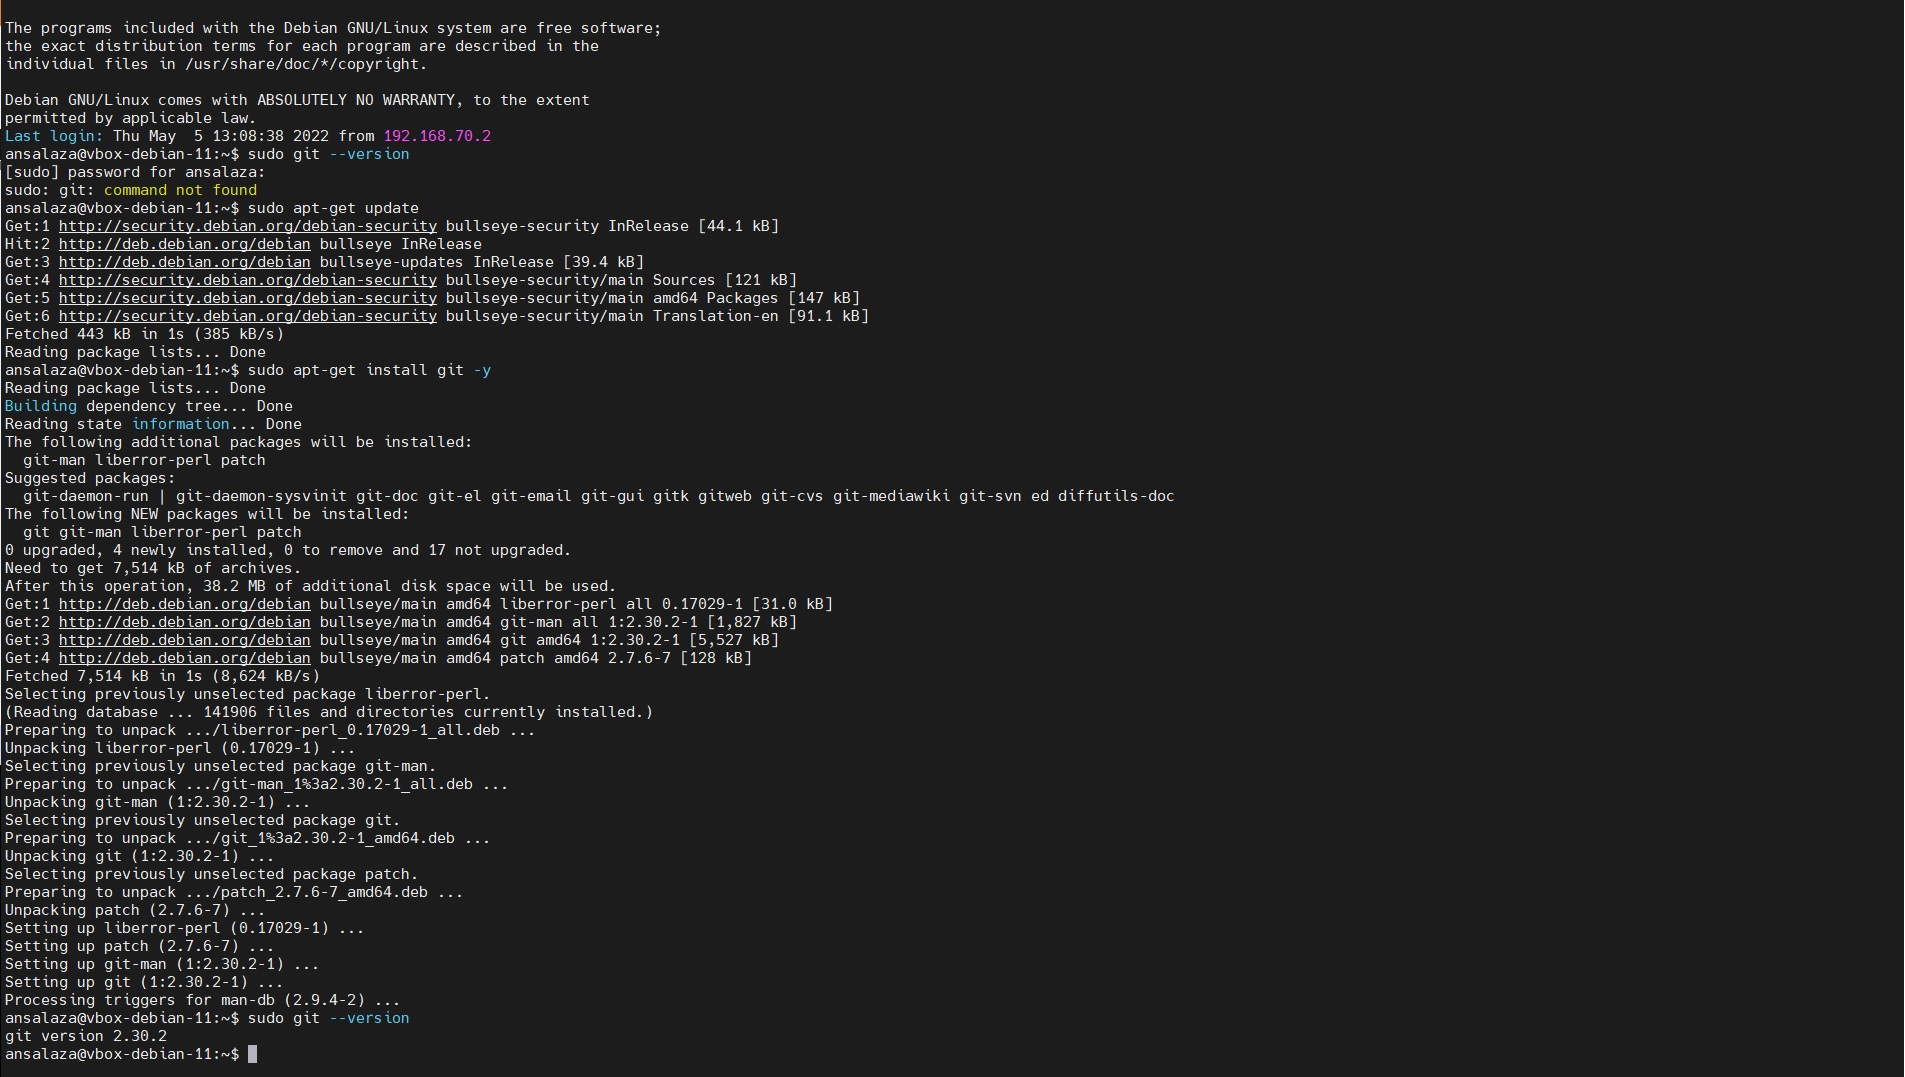 The programs included with the Debian GNU/Linux system are free software;
the exact distribution terms for each program are described in the
individual files in /usr/share/doc/*/copyright.

Debian GNU/Linux comes with ABSOLUTELY NO WARRANTY, to the extent
permitted by applicable law.
Last login: Thu May  5 13:08:38 2022 from 192.168.70.2
ansalaza@vbox-debian-11:~$ sudo git --version
[sudo] password for ansalaza:
sudo: git: command not found
ansalaza@vbox-debian-11:~$ sudo apt-get update
Get:1 http://security.debian.org/debian-security bullseye-security InRelease [44.1 kB]
Hit:2 http://deb.debian.org/debian bullseye InRelease
Get:3 http://deb.debian.org/debian bullseye-updates InRelease [39.4 kB]
Get:4 http://security.debian.org/debian-security bullseye-security/main Sources [121 kB]
Get:5 http://security.debian.org/debian-security bullseye-security/main amd64 Packages [147 kB]
Get:6 http://security.debian.org/debian-security bullseye-security/main Translation-en [91.1 kB]
Fetched 443 kB in 1s (385 kB/s)
Reading package lists... Done
ansalaza@vbox-debian-11:~$ sudo apt-get install git -y
Reading package lists... Done
Building dependency tree... Done
Reading state information... Done
The following additional packages will be installed:
  git-man liberror-perl patch
Suggested packages:
  git-daemon-run | git-daemon-sysvinit git-doc git-el git-email git-gui gitk gitweb git-cvs git-mediawiki git-svn ed diffutils-doc
The following NEW packages will be installed:
  git git-man liberror-perl patch
0 upgraded, 4 newly installed, 0 to remove and 17 not upgraded.
Need to get 7,514 kB of archives.
After this operation, 38.2 MB of additional disk space will be used.
Get:1 http://deb.debian.org/debian bullseye/main amd64 liberror-perl all 0.17029-1 [31.0 kB]
Get:2 http://deb.debian.org/debian bullseye/main amd64 git-man all 1:2.30.2-1 [1,827 kB]
Get:3 http://deb.debian.org/debian bullseye/main amd64 git amd64 1:2.30.2-1 [5,527 kB]
Get:4 http://deb.debian.org/debian bullseye/main amd64 patch amd64 2.7.6-7 [128 kB]
Fetched 7,514 kB in 1s (8,624 kB/s)
Selecting previously unselected package liberror-perl.
(Reading database ... 141906 files and directories currently installed.)
Preparing to unpack .../liberror-perl_0.17029-1_all.deb ...
Unpacking liberror-perl (0.17029-1) ...
Selecting previously unselected package git-man.
Preparing to unpack .../git-man_1%3a2.30.2-1_all.deb ...
Unpacking git-man (1:2.30.2-1) ...
Selecting previously unselected package git.
Preparing to unpack .../git_1%3a2.30.2-1_amd64.deb ...
Unpacking git (1:2.30.2-1) ...
Selecting previously unselected package patch.
Preparing to unpack .../patch_2.7.6-7_amd64.deb ...
Unpacking patch (2.7.6-7) ...
Setting up liberror-perl (0.17029-1) ...
Setting up patch (2.7.6-7) ...
Setting up git-man (1:2.30.2-1) ...
Setting up git (1:2.30.2-1) ...
Processing triggers for man-db (2.9.4-2) ...
ansalaza@vbox-debian-11:~$ sudo git --version
git version 2.30.2
ansalaza@vbox-debian-11:~$